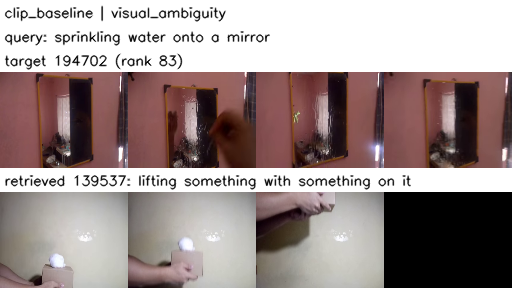 clip_baseline | visual_ambiguity
query: sprinkling water onto a mirror
target 194702 (rank 83)
retrieved 139537: lifting something with something on it